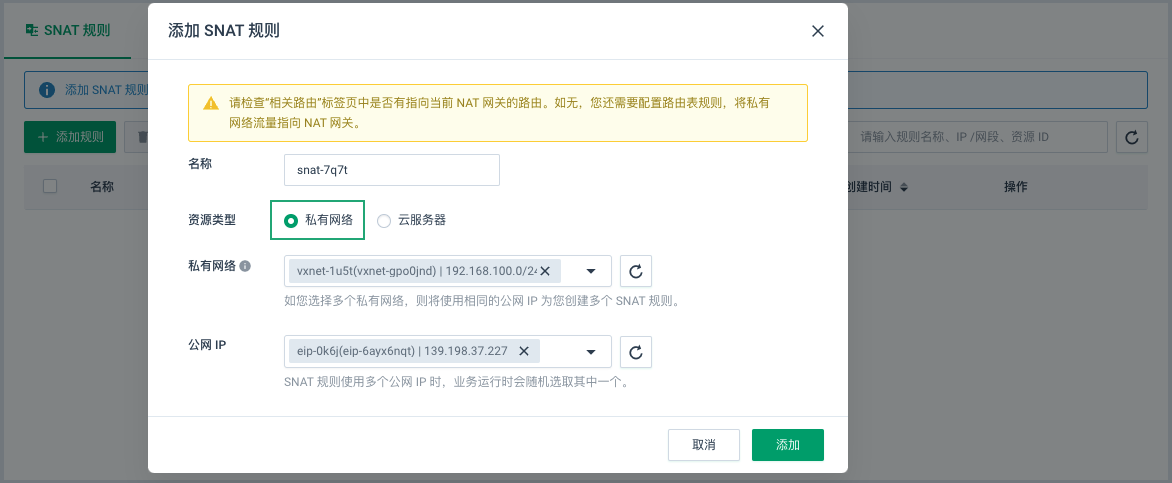 SNAT 规则
添加 SNAT 规则
添加 SNAT 规则
请检查"相关路由"标签页中是否有指向当前 NAT 网关的路由。如无，您还需要配置路由表规则，将私有
网络流量指向 NAT 网关。
添加规则
请输入规则名称、IP /网段、资源 ID
名称
snat-7q7t
名称
创建时间
操作
资源类型
私有网络
云服务器
私有网络
vxnet-1u5t(vxnet-gpo0jnd) | 192.168.100.0/24
如您选择多个私有网络，则将使用相同的公网 IP 为您创建多个 SNAT 规则。
公网 IP
eip-0k6j(eip-6ayx6nqt) | 139.198.37.227
SNAT 规则使用多个公网 IP 时，业务运行时会随机选取其中一个。
取消
添加